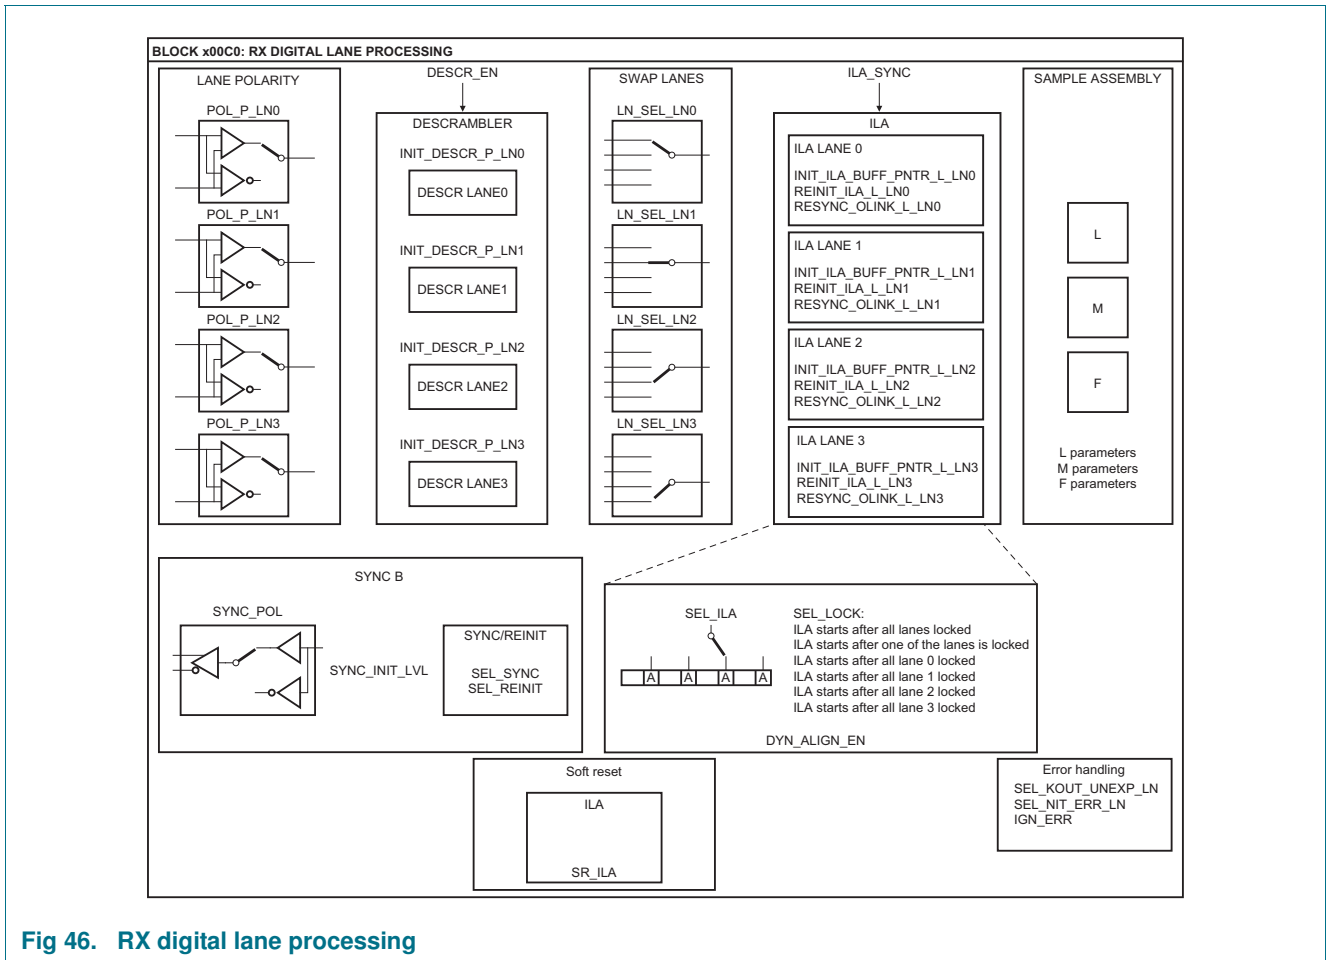 BLOCK x00C0: RX DIGITAL LANE PROCESSING
LANE POLARITY
POL_P_LN0
POL_P_LN1
POL_P_LN2
POL_P_LN3
DESCR_EN
DESCRAMBLER
INIT_DESCR_P_LN0
DESCR LANE0
INIT_DESCR_P_LN1
DESCR LANE1
INIT_DESCR_P_LN2
DESCR LANE2
INIT_DESCR_P_LN3
DESCR LANE3
SWAP LANES
LN_SEL_LN0
LN_SEL_LN1
LN_SEL_LN2
LN_SEL_LN3
ILA_SYNC
ILA
ILA LANE 0
INIT_ILA_BUFF_PNTR_L_LN0
REINIT_ILA_L_LN0
RESYNC_OLINK_L_LN0
ILA LANE 1
INIT_ILA_BUFF_PNTR_L_LN1
REINIT_ILA_L_LN1
RESYNC_OLINK_L_LN1
ILA LANE 2
INIT_ILA_BUFF_PNTR_L_LN2
REINIT_ILA_L_LN2
RESYNC_OLINK_L_LN2
ILA LANE 3
INIT_ILA_BUFF_PNTR_L_LN3
REINIT_ILA_L_LN3
RESYNC_OLINK_L_LN3
SAMPLE ASSEMBLY
L
M
F
L parameters
M parameters
F parameters
SYNC B
SYNC_POL
SYNC_INIT_LVL
SYNC/REINIT
SEL_SYNC
SEL_REINIT
SEL_ILA
A A A A
SEL_LOCK:
ILA starts after all lanes locked
ILA starts after one of the lanes is locked
ILA starts after all lane 0 locked
ILA starts after all lane 1 locked
ILA starts after all lane 2 locked
ILA starts after all lane 3 locked
DYN_ALIGN_EN
Soft reset
ILA
SR_ILA
Error handling
SEL_KOUT_UNEXP_LN
SEL_NIT_ERR_LN
IGN_ERR
Fig 46. RX digital lane processing